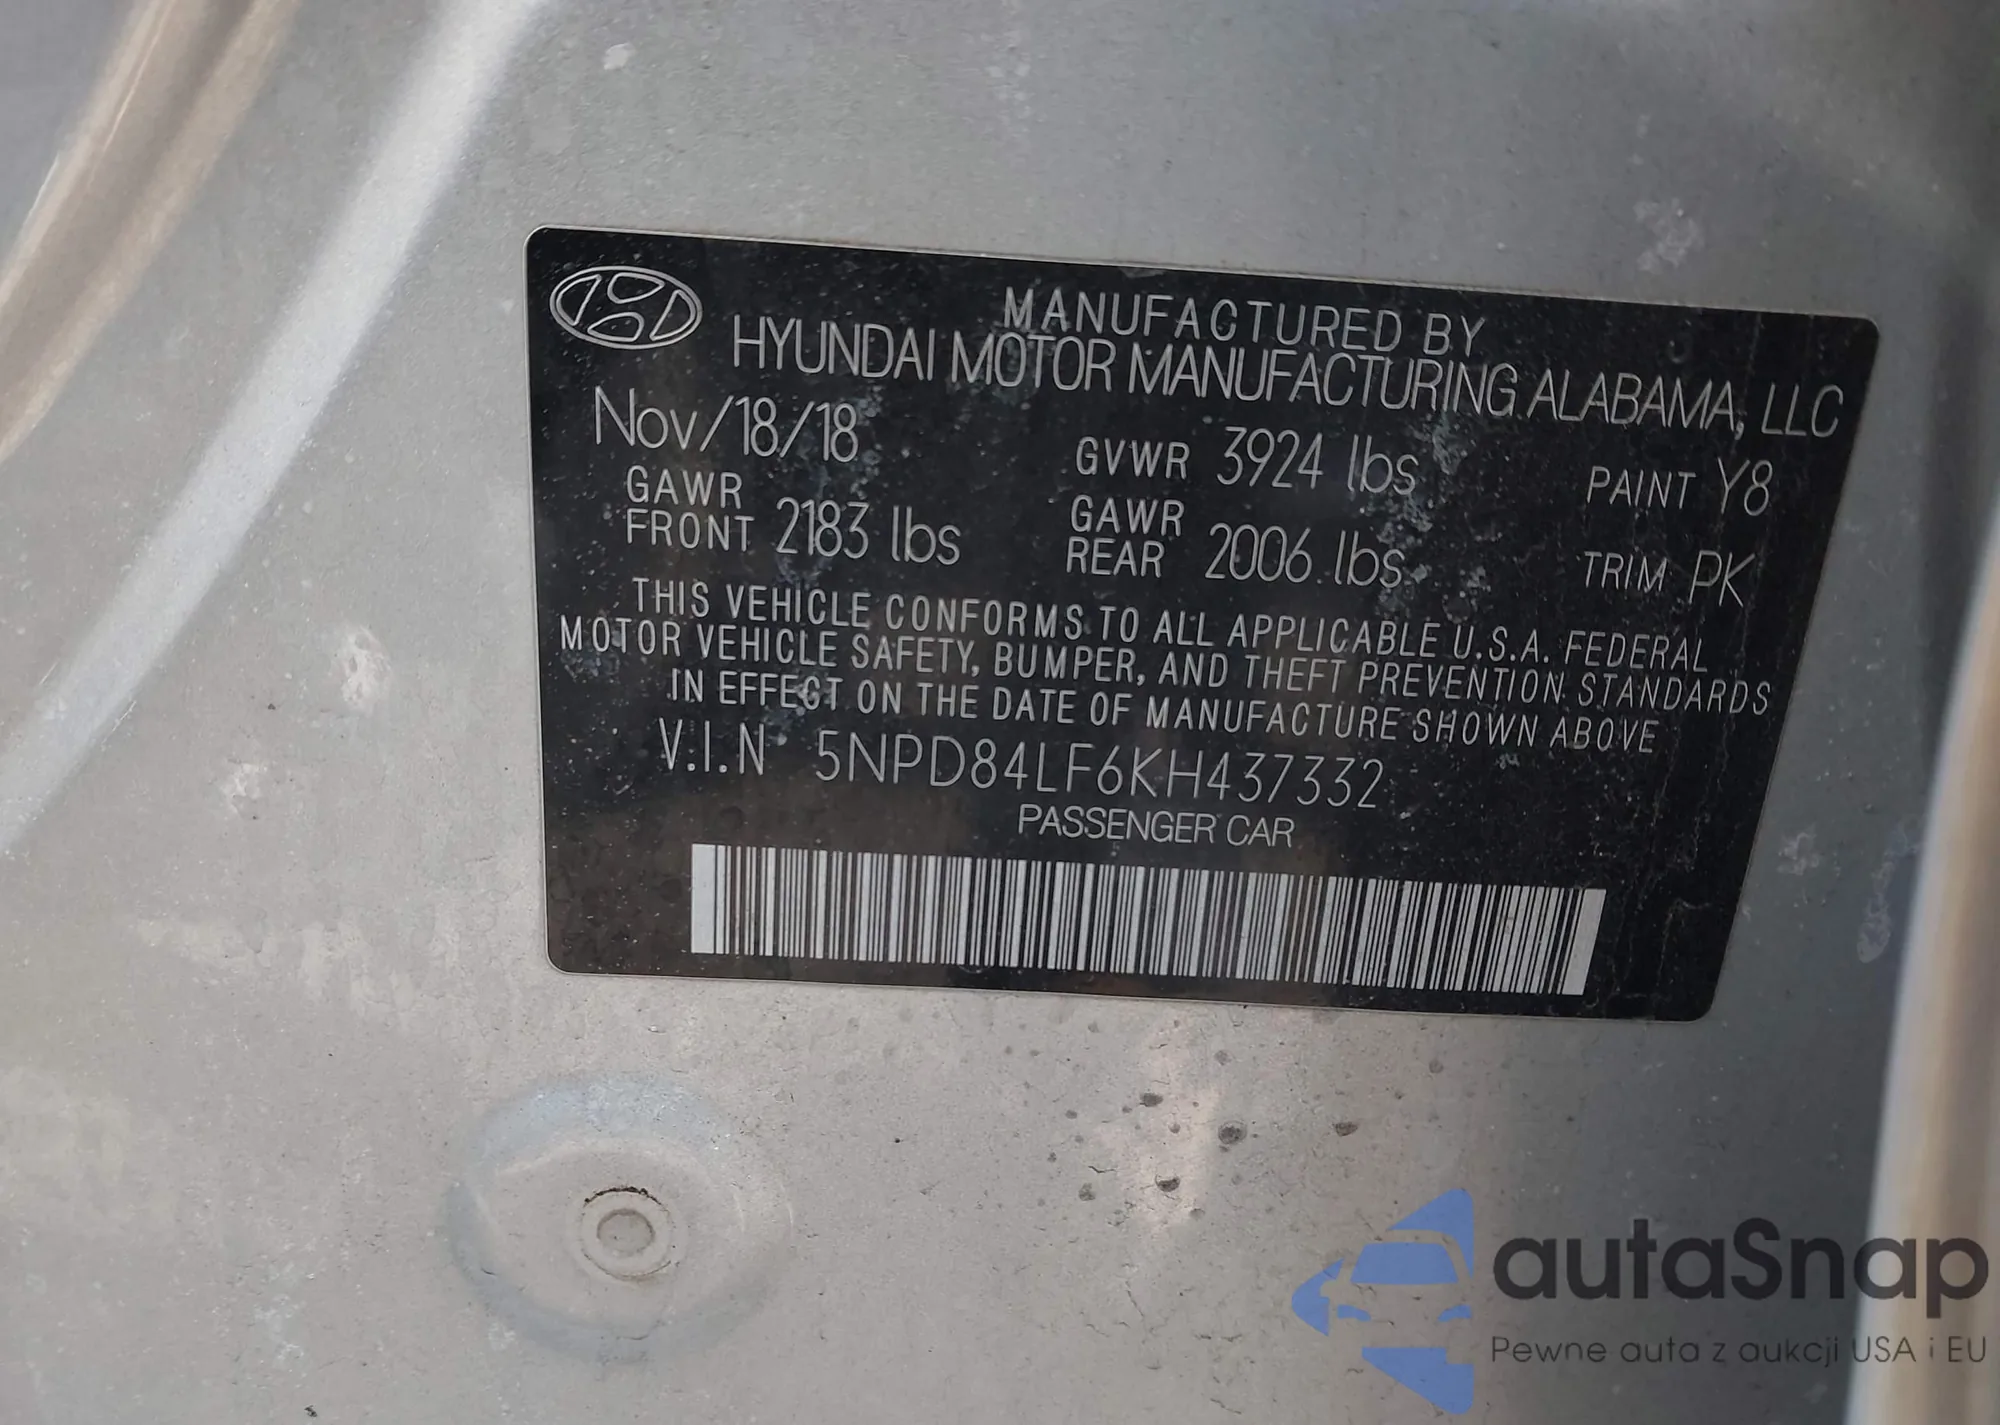 MANUFACTURED BY
HYUNDAI MOTOR MANUFACTURING ALABAMA, LLC
Nov/18/18 GVWR 3924 lbs PAINT Y8
GAWR FRONT 2183 lbs GAWR REAR 2006 lbs TRIM PK
THIS VEHICLE CONFORMS TO ALL APPLICABLE U.S.A. FEDERAL
MOTOR VEHICLE SAFETY, BUMPER, AND THEFT PREVENTION STANDARDS
IN EFFECT ON THE DATE OF MANUFACTURE SHOWN ABOVE
V.I.N 5NPD84LF6KH437332
PASSENGER CAR
autaSnap
Pewne auta z aukcji USA i EU